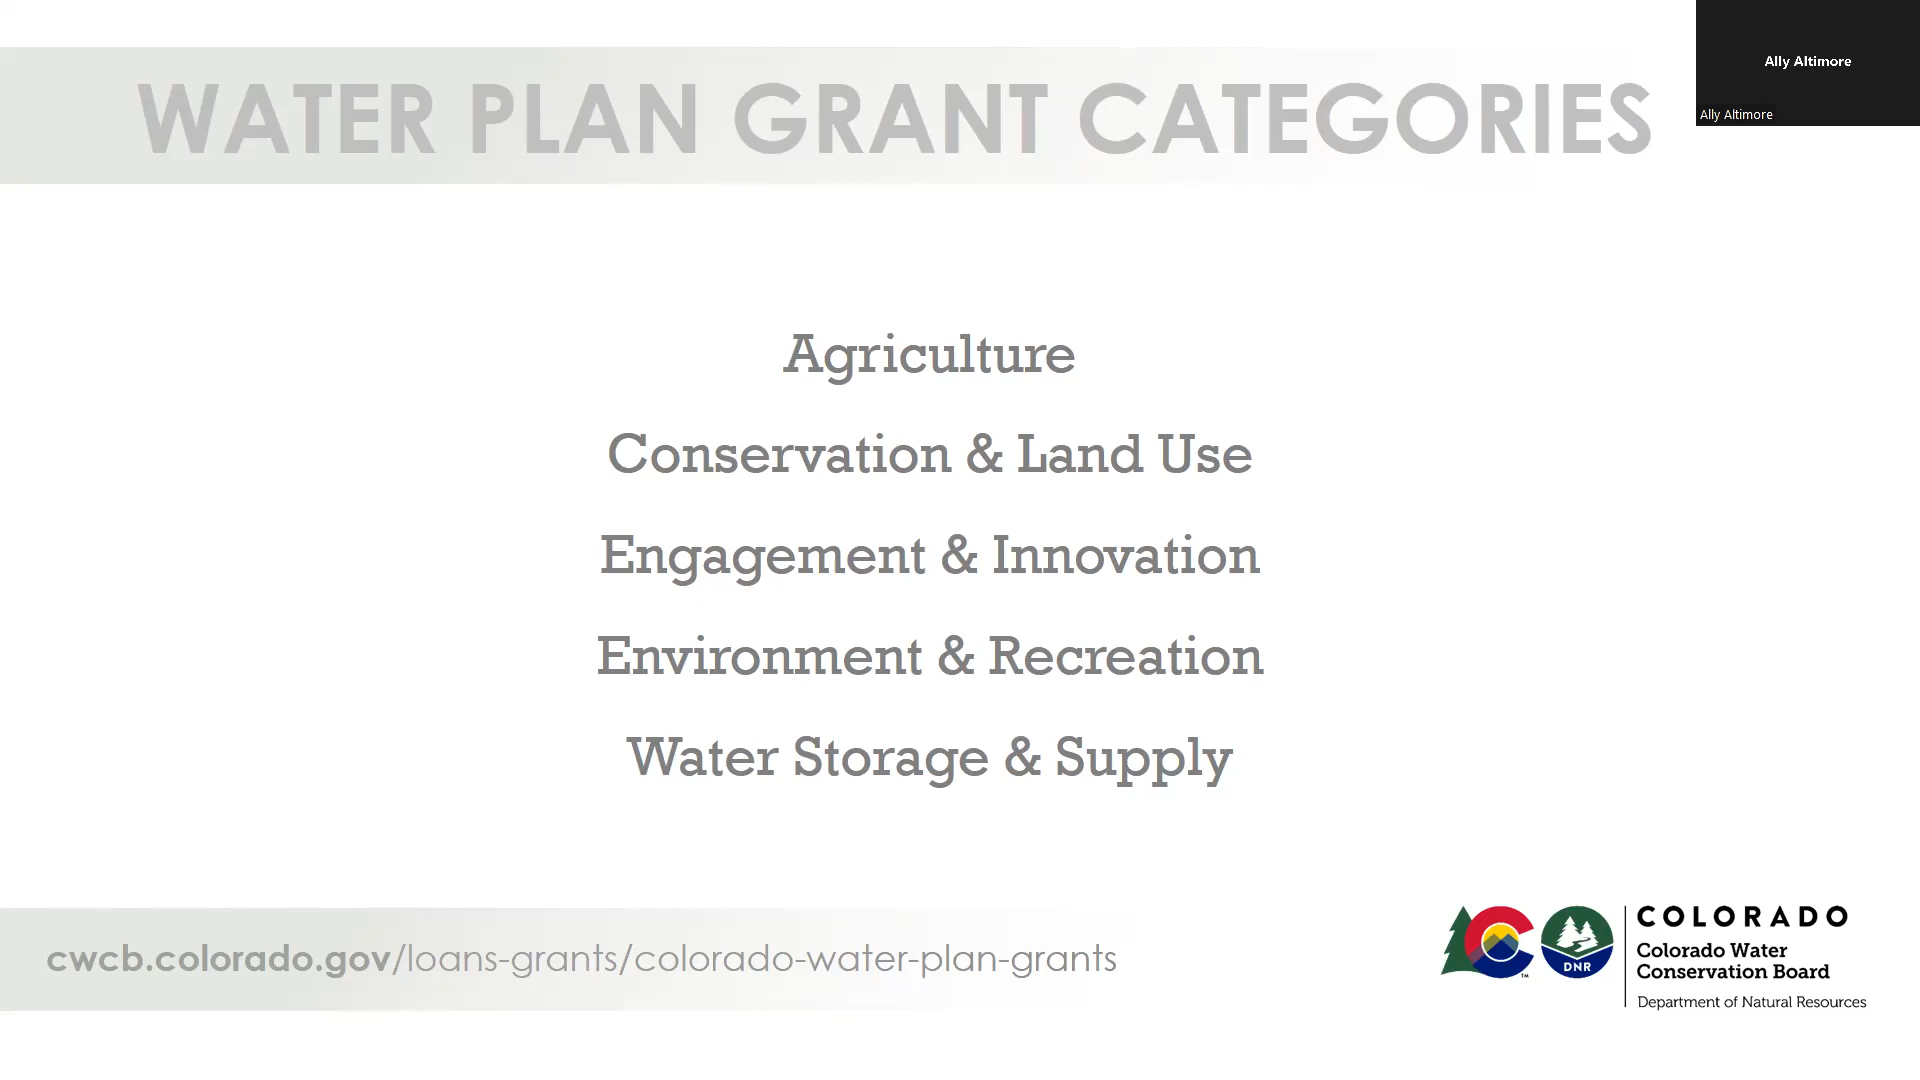 Ally Altimore
Ally Altimore
WATER PLAN GRANT CATEGORIES
Agriculture
Conservation & Land Use
Engagement & Innovation
Environment & Recreation
Water Storage & Supply
cwcb.colorado.gov/loans-grants/colorado-water-plan-grants
TM
DNR
COLORADO
Colorado Water
Conservation Board
Department of Natural Resources